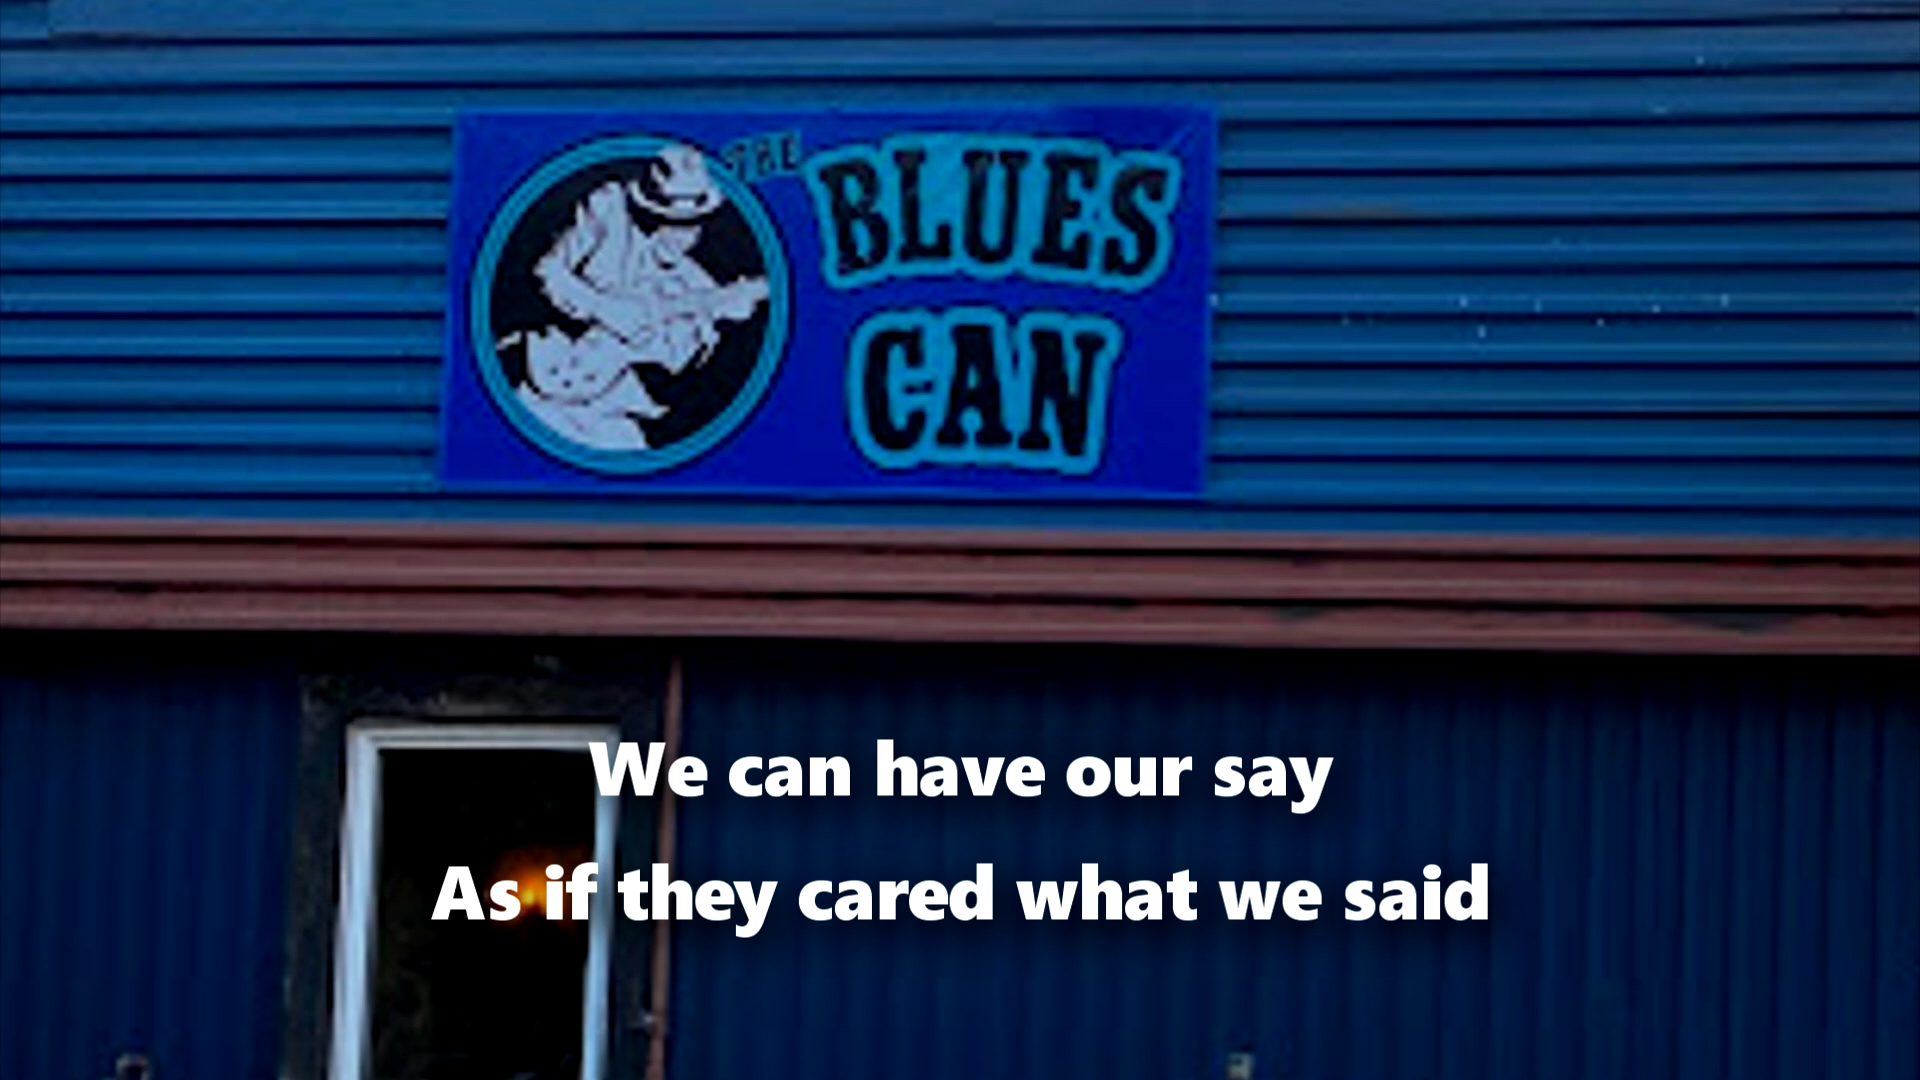 THE
BLUES
CAN
We can have our say
As if they cared what we said